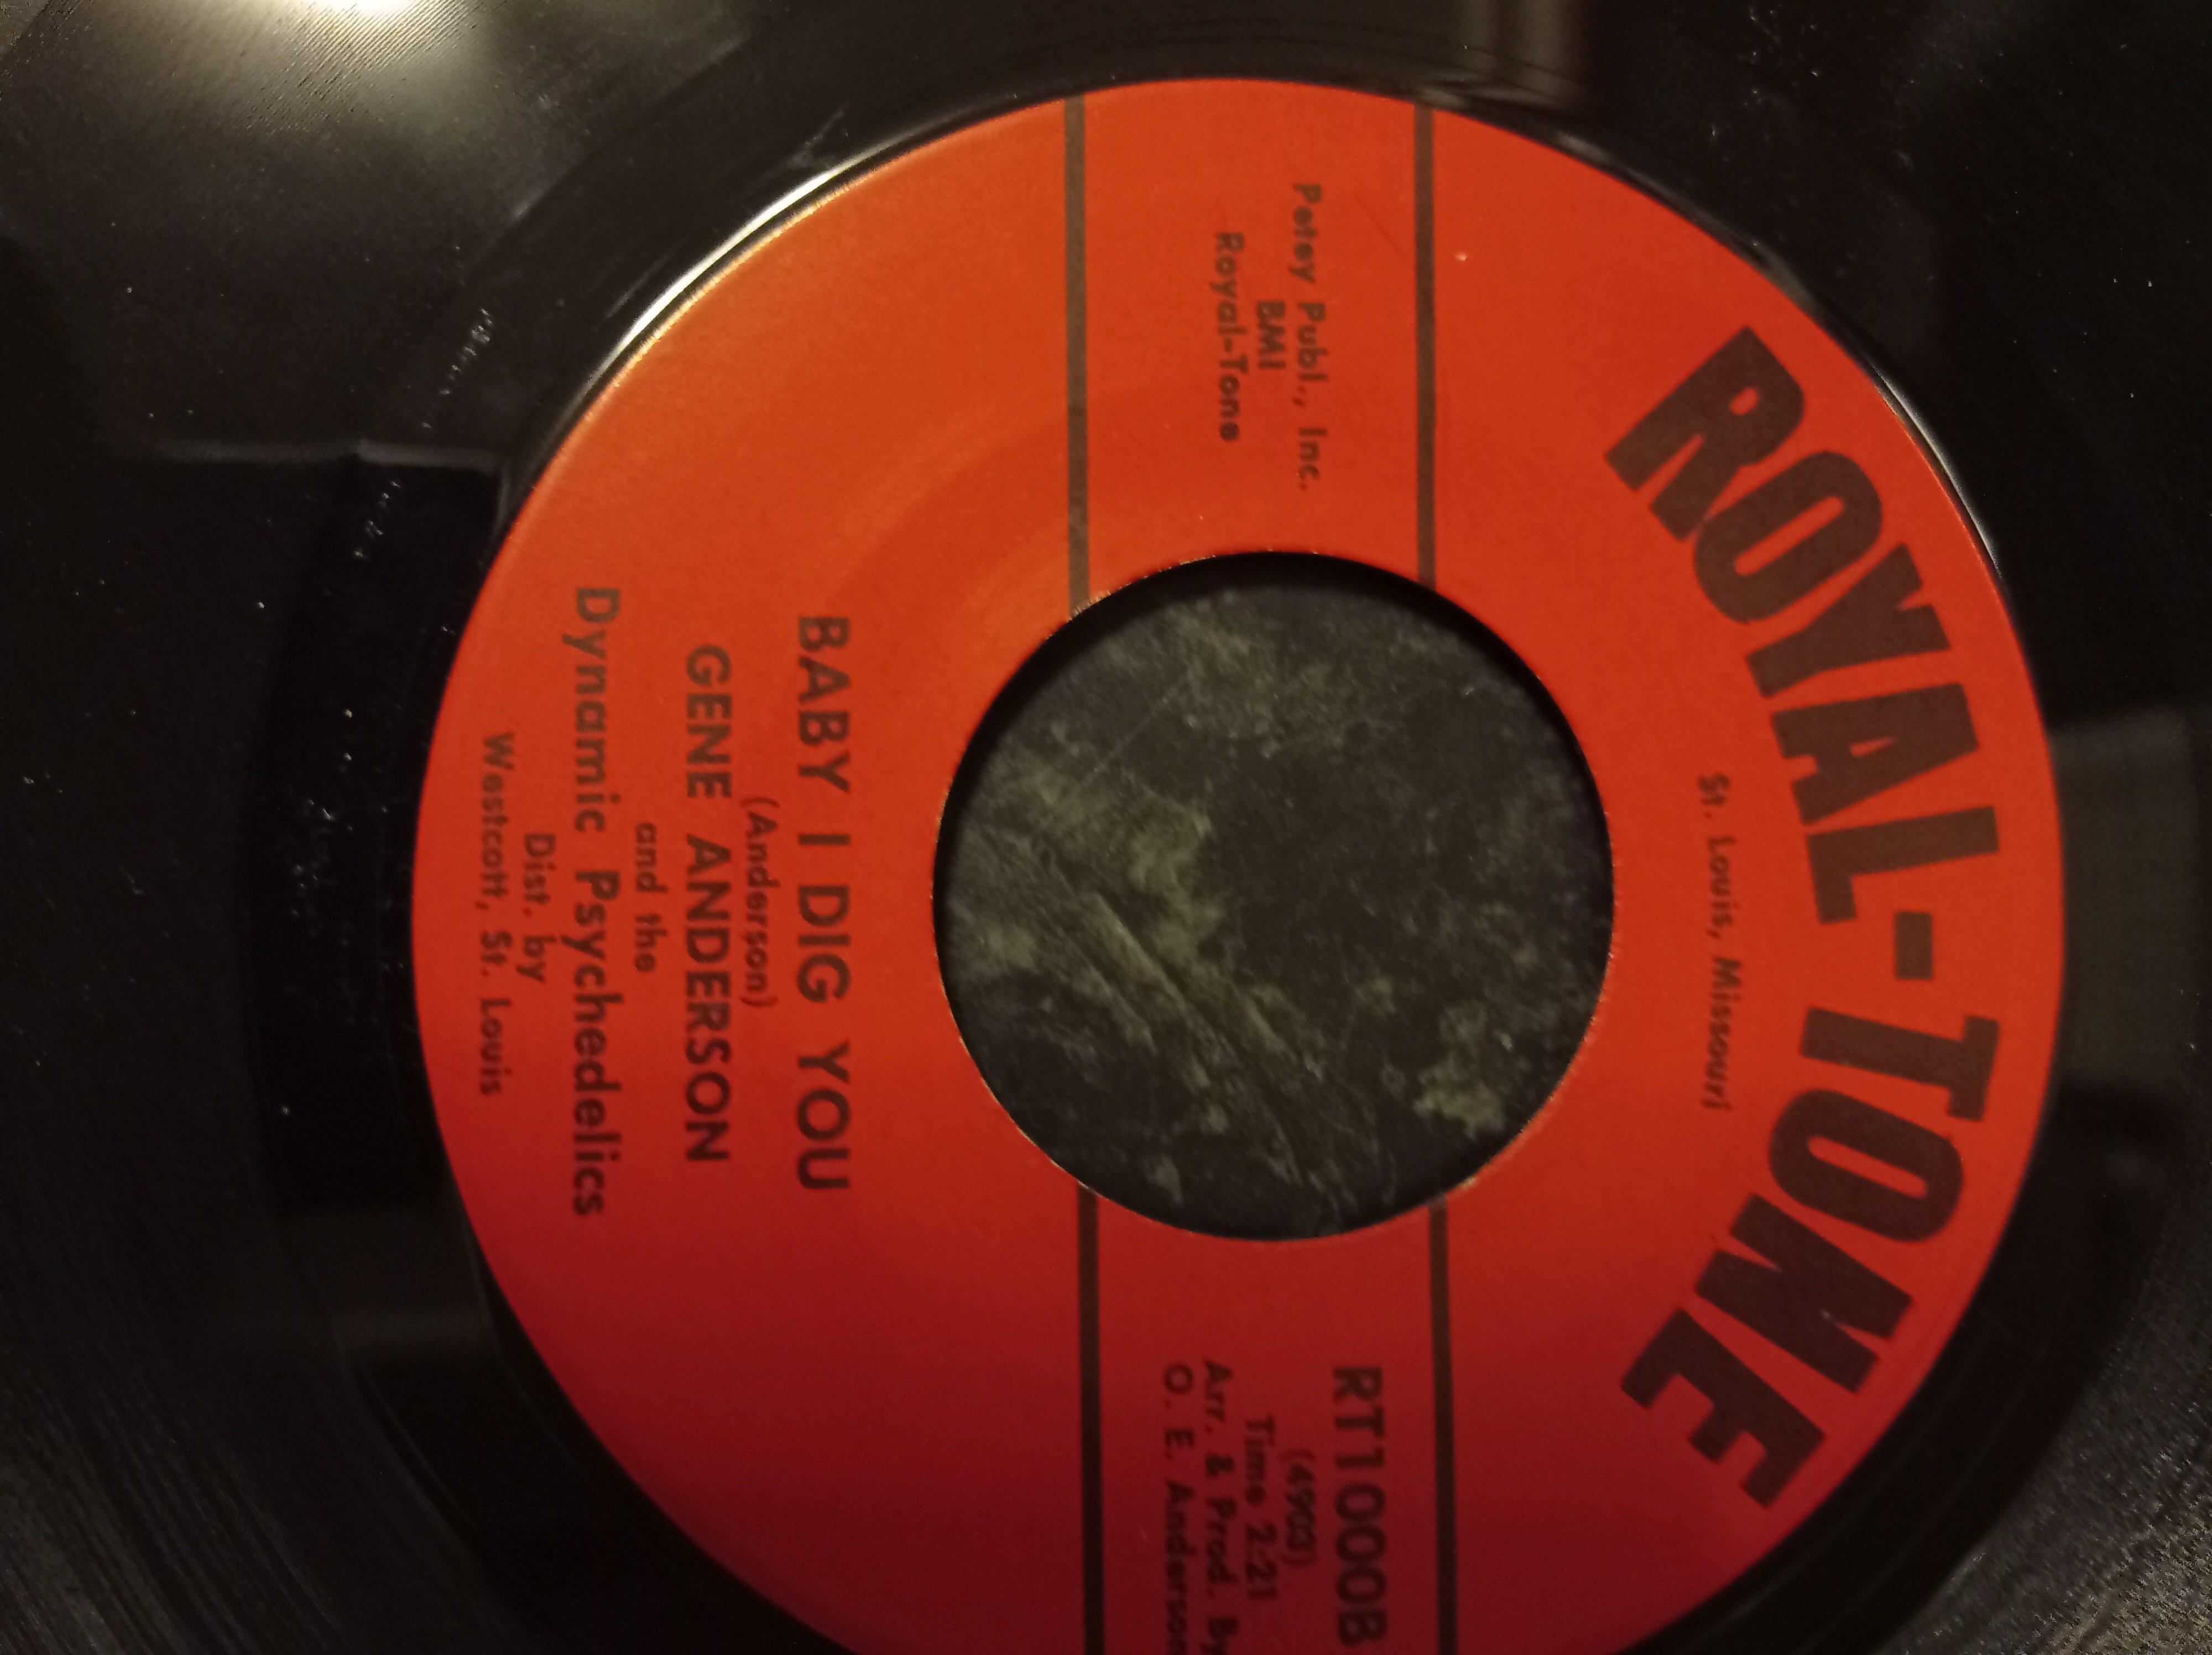 ROYAL-TONE
St. Louis, Missouri
Petey Publ., Inc.
BMI
Royal-Tone
RT1000B
(4903)
Time 2:21
Arr. & Prod. By
O. E. Anderson
BABY I DIG YOU
(Anderson)
GENE ANDERSON
and the
Dynamic Psychedelics
Dist. by
Westcott, St. Louis